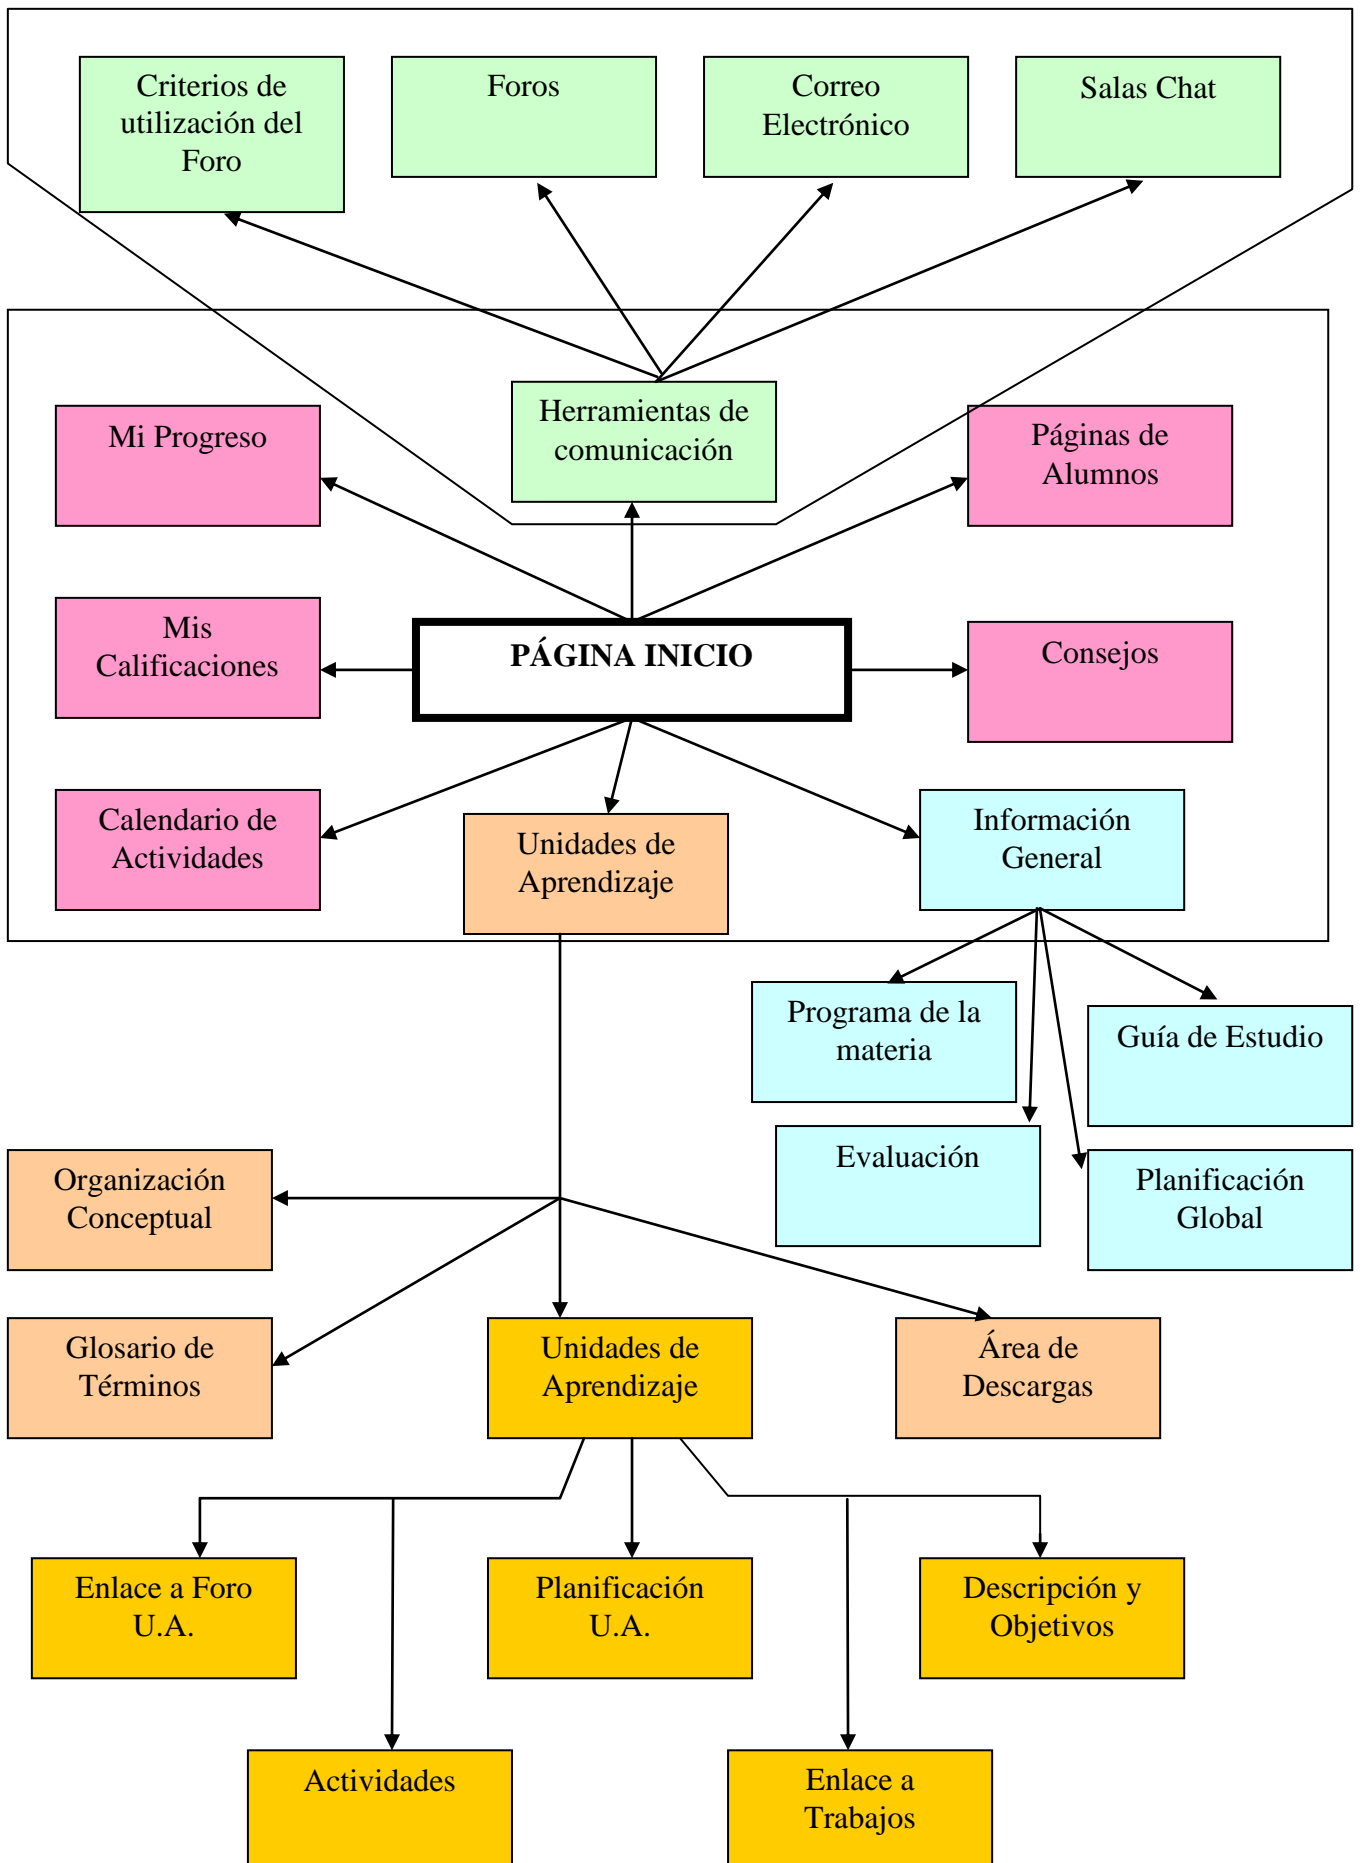 Criterios de
utilización del
Foro
Foros
Correo
Electrónico
Salas Chat
Herramientas de
comunicación
Mi Progreso
Páginas de
Alumnos
Mis
Calificaciones
PÁGINA INICIO
Consejos
Calendario de
Actividades
Unidades de
Aprendizaje
Información
General
Programa de la
materia
Guía de Estudio
Evaluación
Planificación
Global
Organización
Conceptual
Glosario de
Términos
Unidades de
Aprendizaje
Área de
Descargas
Enlace a Foro
U.A.
Planificación
U.A.
Descripción y
Objetivos
Actividades
Enlace a
Trabajos